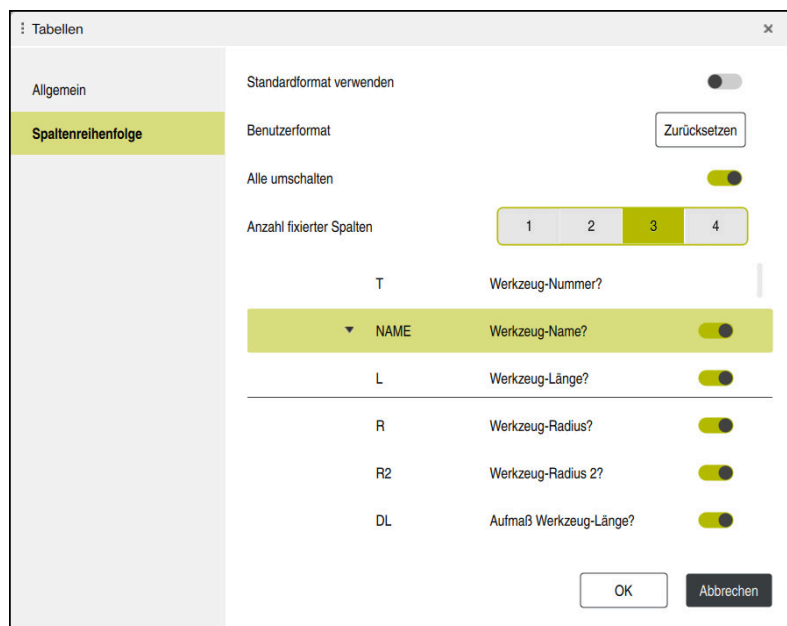 Tabellen
Allgemein
Spaltenreihenfolge
Standardformat verwenden
Benutzerformat Zurücksetzen
Alle umschalten
Anzahl fixierter Spalten 1 2 3 4
T Werkzeug-Nummer?
NAME Werkzeug-Name?
L Werkzeug-Länge?
R Werkzeug-Radius?
R2 Werkzeug-Radius 2?
DL Aufmaß Werkzeug-Länge?
OK Abbrechen